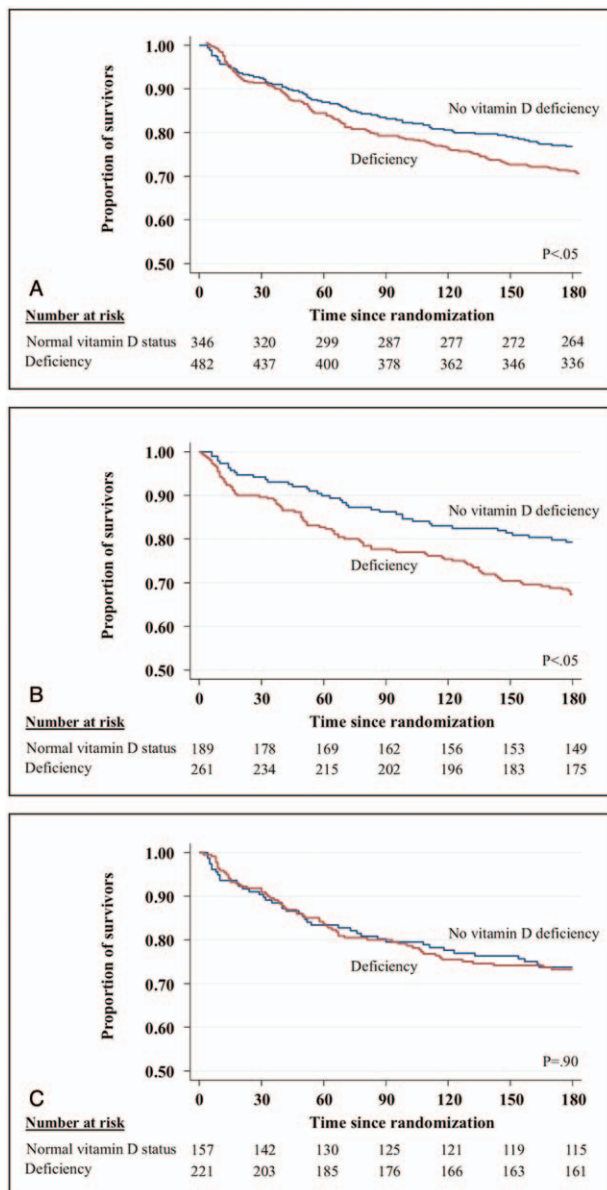 1.00
0.90
0.80
0.70
0.60
0.50
Proportion of survivors
No vitamin D deficiency
Deficiency
P<.05
A
0 30 60 90 120 150 180
Number at risk Time since randomization
Normal vitamin D status 346 320 299 287 277 272 264
Deficiency 482 437 400 378 362 346 336
1.00
0.90
0.80
0.70
0.60
0.50
Proportion of survivors
No vitamin D deficiency
Deficiency
P<.05
B
0 30 60 90 120 150 180
Number at risk Time since randomization
Normal vitamin D status 189 178 169 162 156 153 149
Deficiency 261 234 215 202 196 183 175
1.00
0.90
0.80
0.70
0.60
0.50
Proportion of survivors
No vitamin D deficiency
Deficiency
P=.90
C
0 30 60 90 120 150 180
Number at risk Time since randomization
Normal vitamin D status 157 142 130 125 121 119 115
Deficiency 221 203 185 176 166 163 161